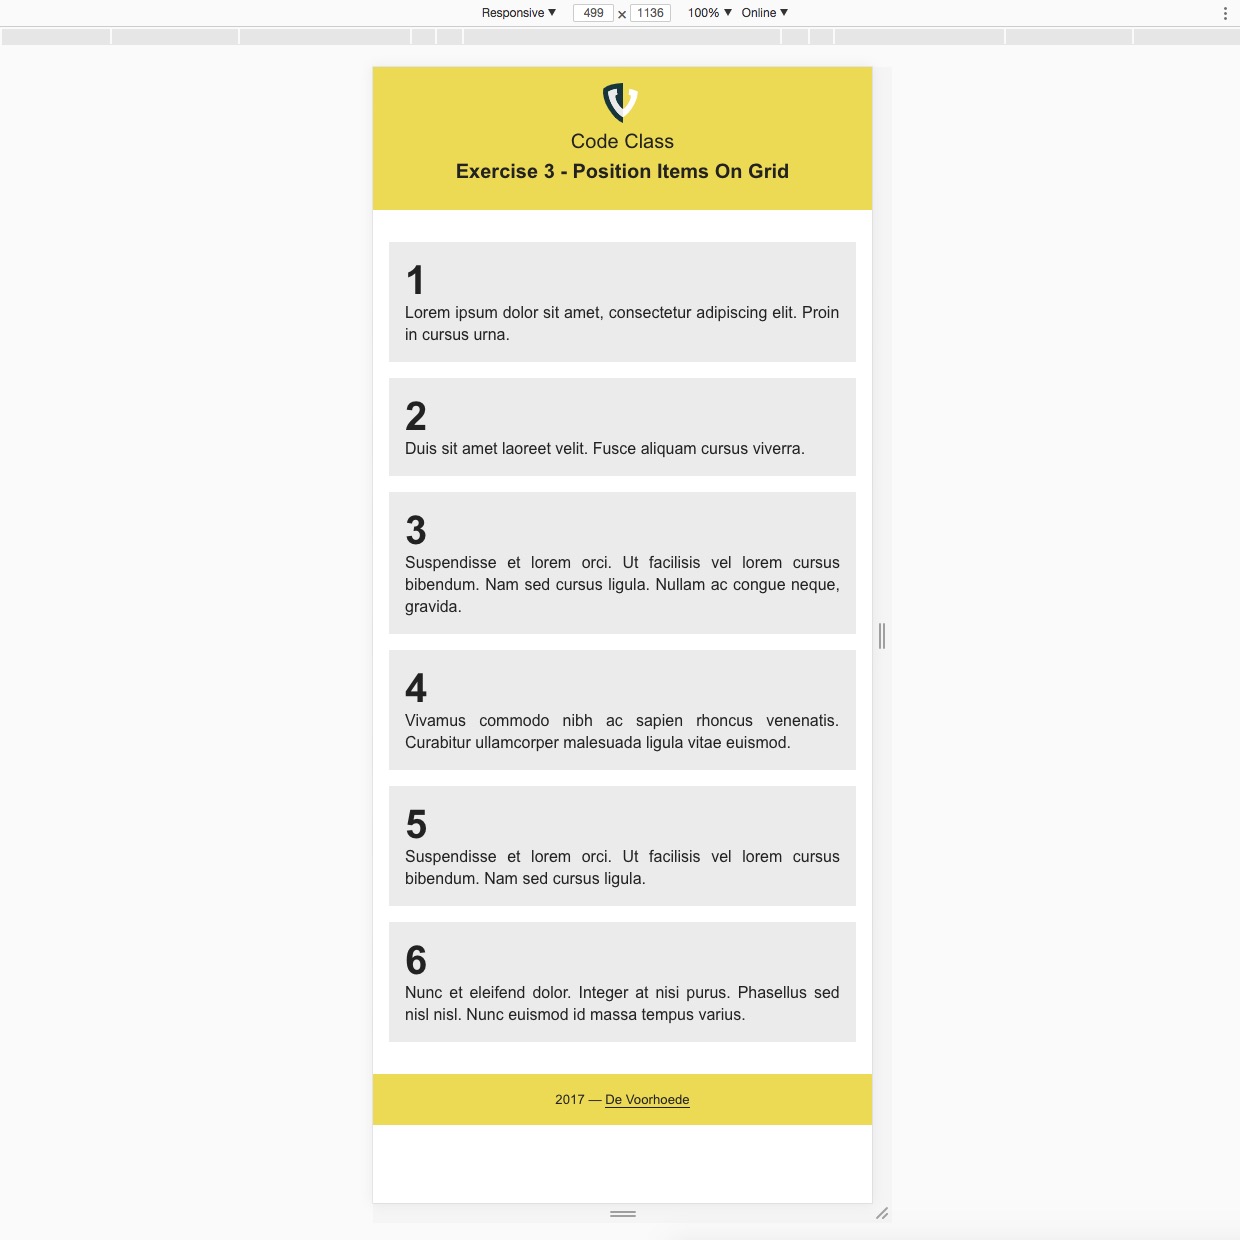 Responsive ▼ 499 × 1136 100% ▼ Online ▼
Code Class
Exercise 3 - Position Items On Grid
1
Lorem ipsum dolor sit amet, consectetur adipiscing elit. Proin
in cursus urna.
2
Duis sit amet laoreet velit. Fusce aliquam cursus viverra.
3
Suspendisse et lorem orci. Ut facilisis vel lorem cursus
bibendum. Nam sed cursus ligula. Nullam ac congue neque,
gravida.
4
Vivamus commodo nibh ac sapien rhoncus venenatis.
Curabitur ullamcorper malesuada ligula vitae euismod.
5
Suspendisse et lorem orci. Ut facilisis vel lorem cursus
bibendum. Nam sed cursus ligula.
6
Nunc et eleifend dolor. Integer at nisi purus. Phasellus sed
nisl nisl. Nunc euismod id massa tempus varius.
2017 — De Voorhoede